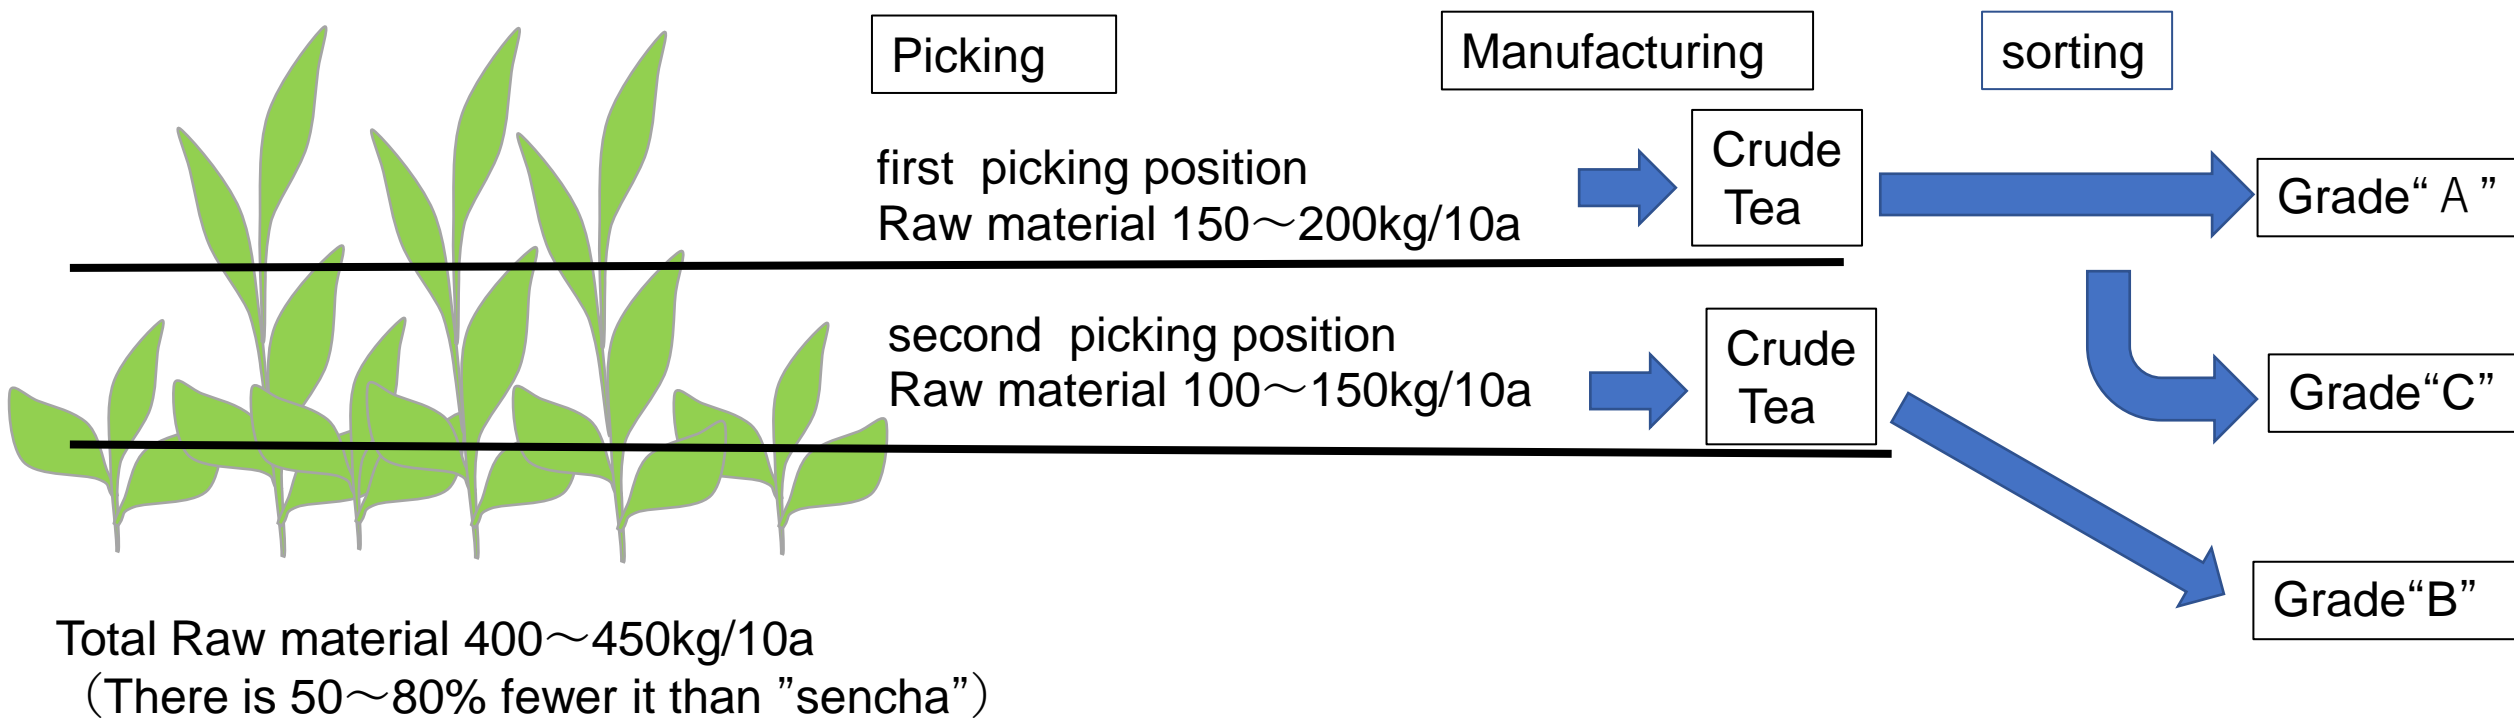 Picking
Manufacturing
sorting
first picking position
Raw material 150～200kg/10a
Crude
Tea
Grade“Ａ”
second picking position
Raw material 100～150kg/10a
Crude
Tea
Grade“C”
Grade“B”
Total Raw material 400～450kg/10a
（There is 50～80% fewer it than ”sencha”）